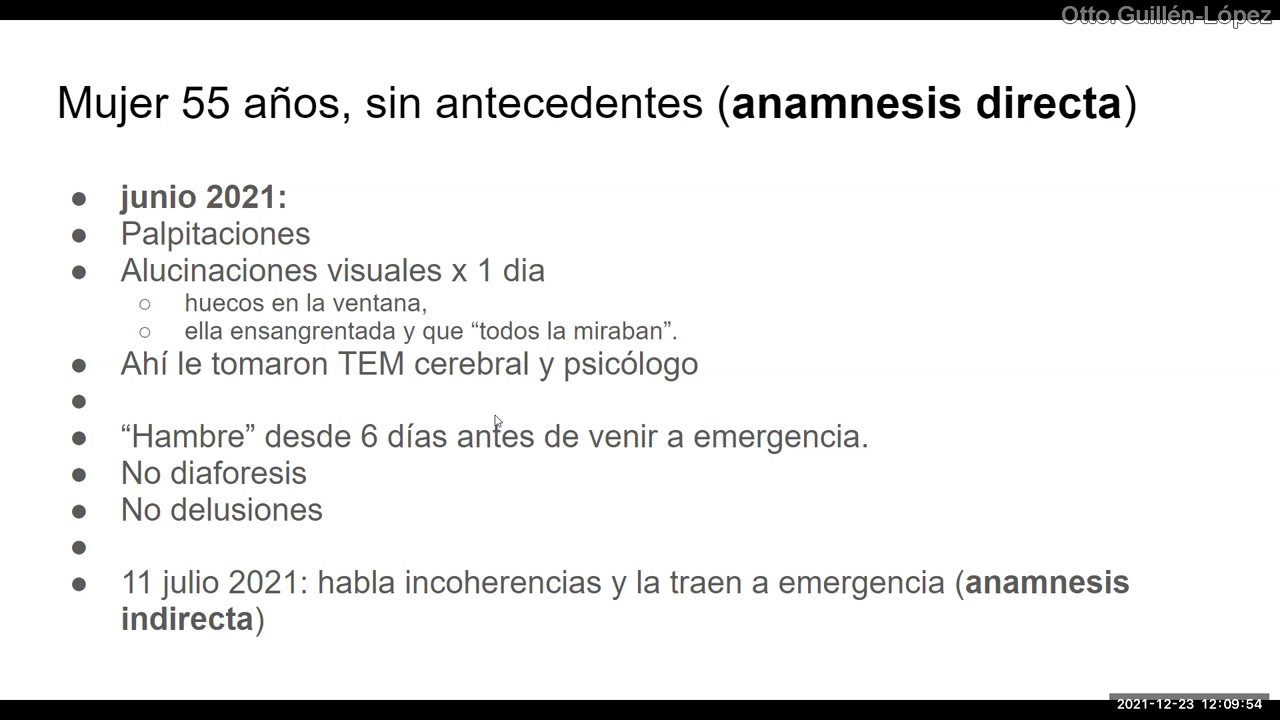 Otto.Guillén-López
Mujer 55 años, sin antecedentes (anamnesis directa)
● junio 2021:
● Palpitaciones
● Alucinaciones visuales x 1 dia
○ huecos en la ventana,
○ ella ensangrentada y que “todos la miraban”.
● Ahí le tomaron TEM cerebral y psicólogo
●
● “Hambre” desde 6 días antes de venir a emergencia.
● No diaforesis
● No delusiones
●
● 11 julio 2021: habla incoherencias y la traen a emergencia (anamnesis
indirecta)
2021-12-23 12:09:54